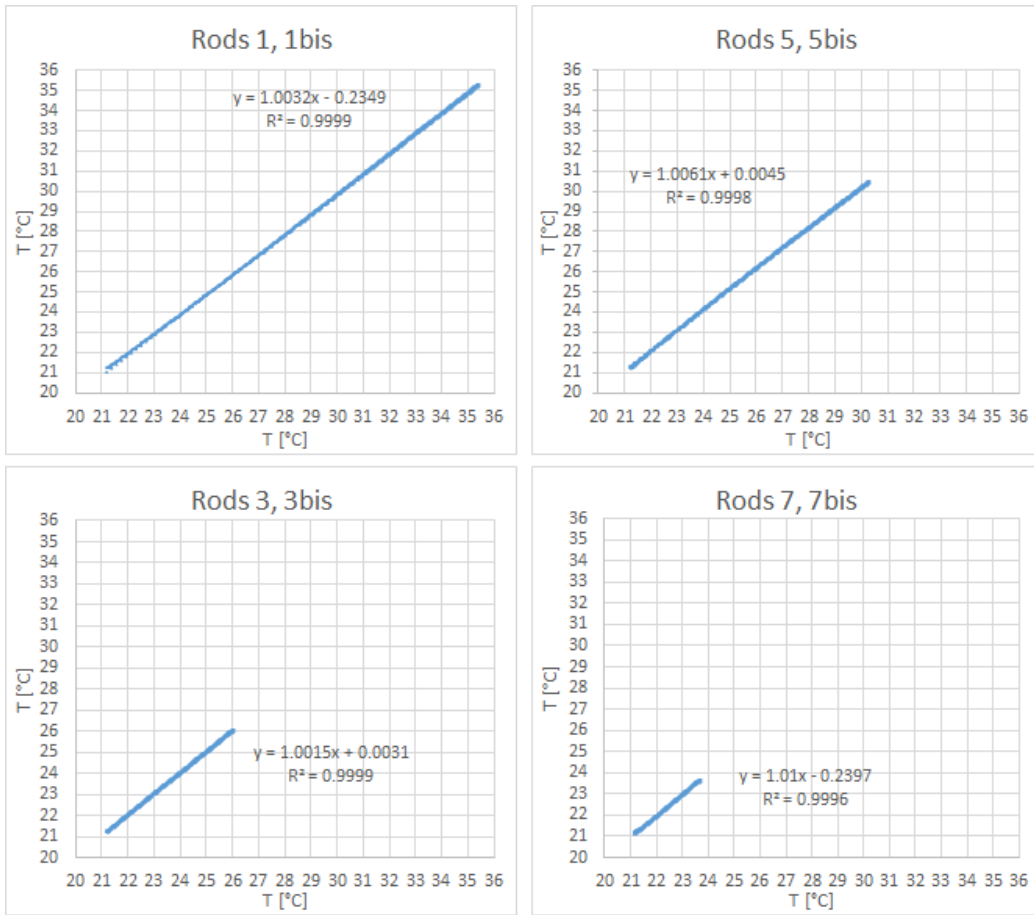 Rods 1, 1bis
36
35
34
33
32
31
30
29
28
27
26
25
24
23
22
21
20
T [°C]
y = 1.0032x - 0.2349
R² = 0.9999
20 21 22 23 24 25 26 27 28 29 30 31 32 33 34 35 36
T [°C]
Rods 5, 5bis
36
35
34
33
32
31
30
29
28
27
26
25
24
23
22
21
20
T [°C]
y = 1.0061x + 0.0045
R² = 0.9998
20 21 22 23 24 25 26 27 28 29 30 31 32 33 34 35 36
T [°C]
Rods 3, 3bis
36
35
34
33
32
31
30
29
28
27
26
25
24
23
22
21
20
T [°C]
y = 1.0015x + 0.0031
R² = 0.9999
20 21 22 23 24 25 26 27 28 29 30 31 32 33 34 35 36
T [°C]
Rods 7, 7bis
36
35
34
33
32
31
30
29
28
27
26
25
24
23
22
21
20
T [°C]
y = 1.01x - 0.2397
R² = 0.9996
20 21 22 23 24 25 26 27 28 29 30 31 32 33 34 35 36
T [°C]